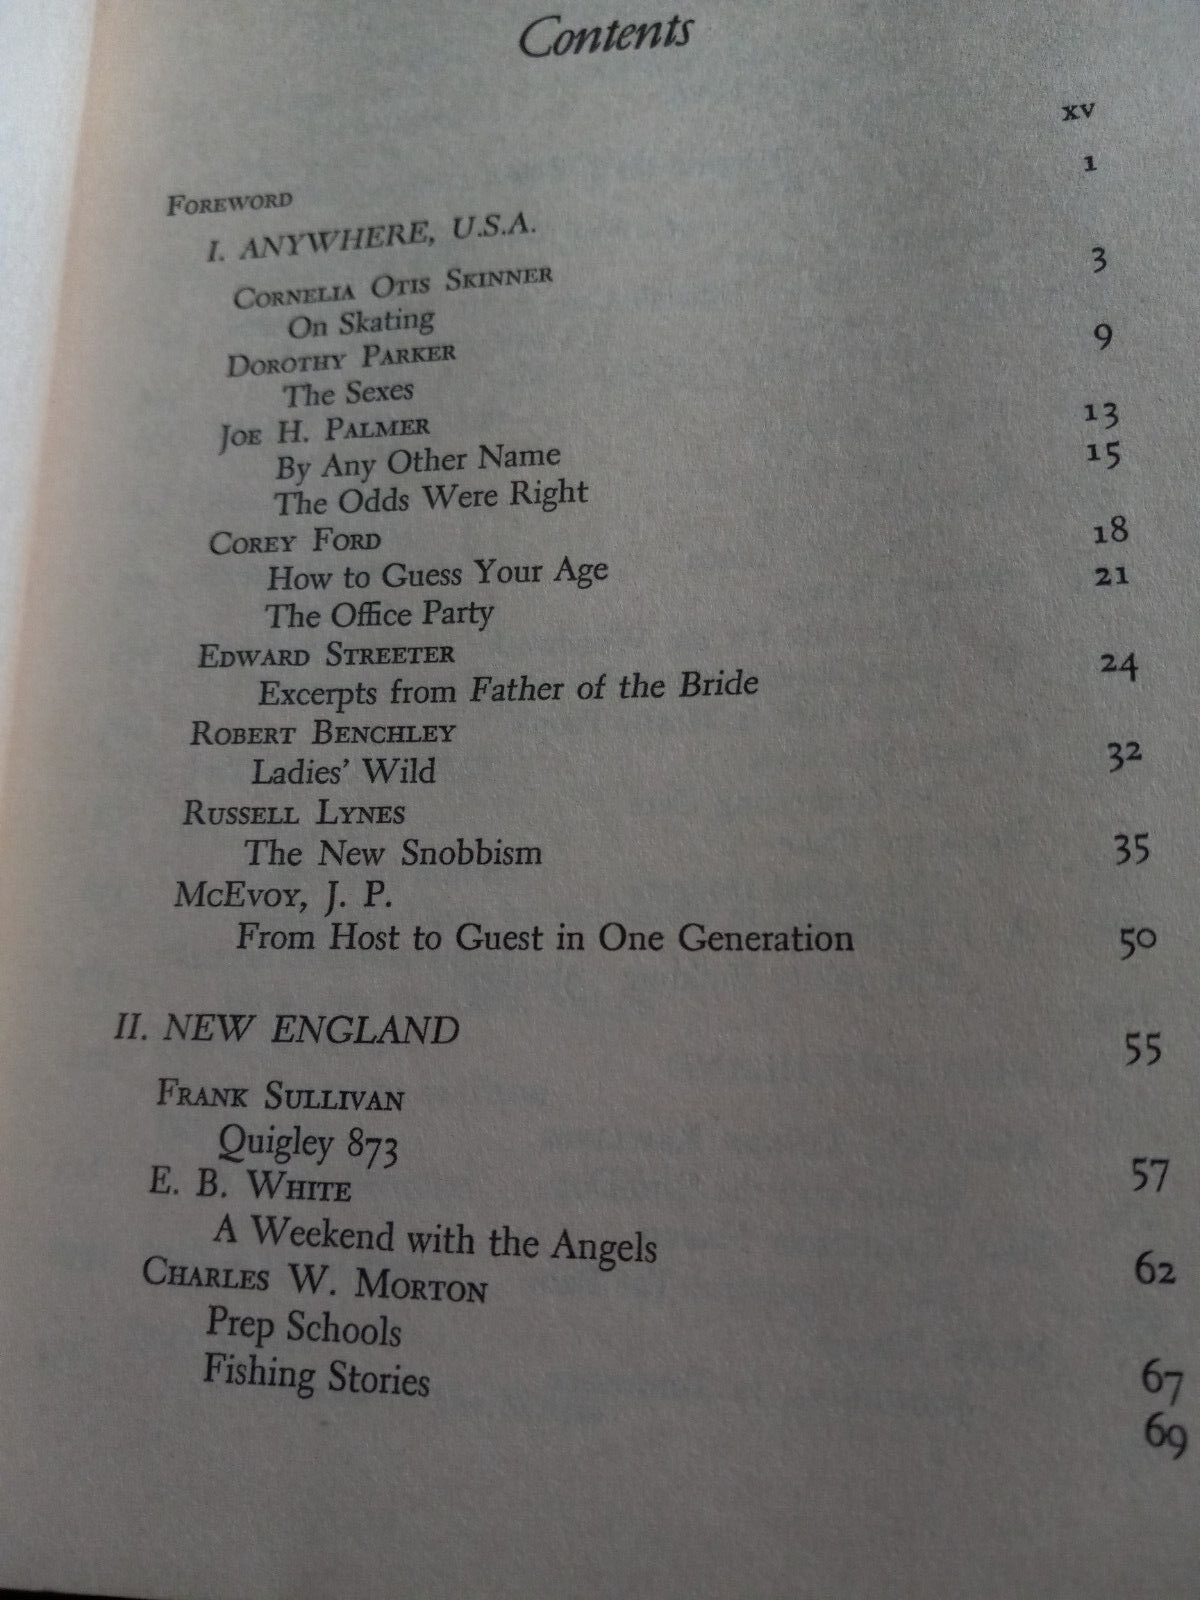 Contents
Foreword xv
I. ANYWHERE, U.S.A. 1
Cornelia Otis Skinner
On Skating 3
Dorothy Parker
The Sexes 9
Joe H. Palmer
By Any Other Name 13
The Odds Were Right 15
Corey Ford
How to Guess Your Age 18
The Office Party 21
Edward Streeter
Excerpts from Father of the Bride 24
Robert Benchley
Ladies' Wild 32
Russell Lynes
The New Snobbism 35
McEvoy, J. P.
From Host to Guest in One Generation 50
II. NEW ENGLAND 55
Frank Sullivan
Quigley 873 57
E. B. White
A Weekend with the Angels 62
Charles W. Morton
Prep Schools 67
Fishing Stories 69